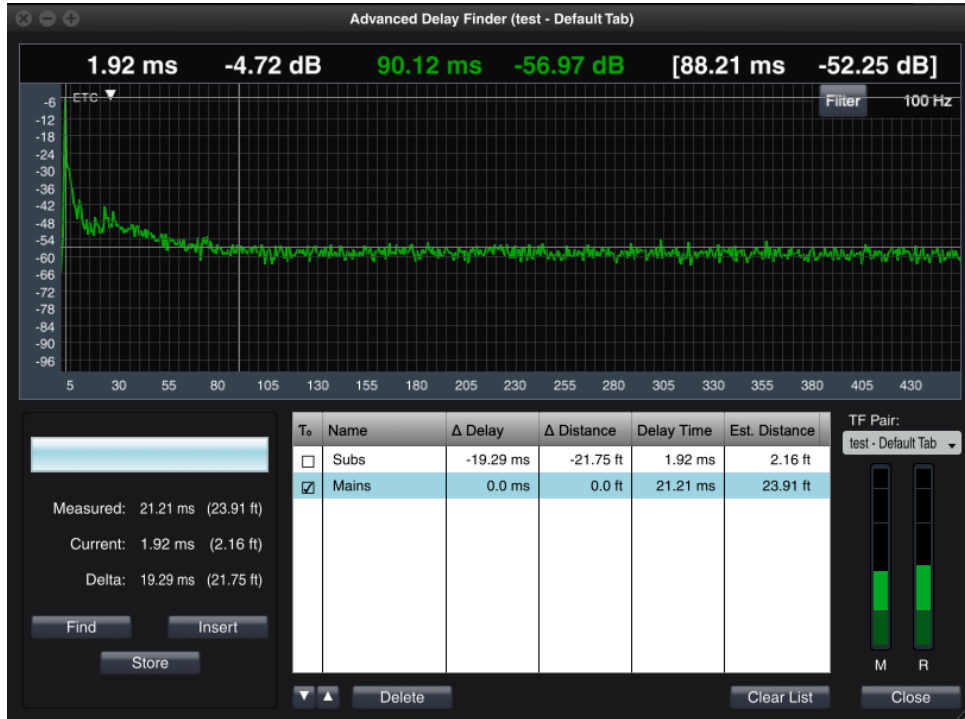 Advanced Delay Finder (test - Default Tab)
1.92 ms -4.72 dB 90.12 ms -56.97 dB [88.21 ms -52.25 dB]
ETC Filter 100 Hz
-6
-12
-18
-24
-30
-36
-42
-48
-54
-60
-66
-72
-78
-84
-90
-96
5 30 55 80 105 130 155 180 205 230 255 280 305 330 355 380 405 430
Measured: 21.21 ms (23.91 ft)
Current: 1.92 ms (2.16 ft)
Delta: 19.29 ms (21.75 ft)
Find Insert
Store
T₀ Name Δ Delay Δ Distance Delay Time Est. Distance
Subs -19.29 ms -21.75 ft 1.92 ms 2.16 ft
Mains 0.0 ms 0.0 ft 21.21 ms 23.91 ft
Delete Clear List
TF Pair:
test - Default Tab
M R
Close